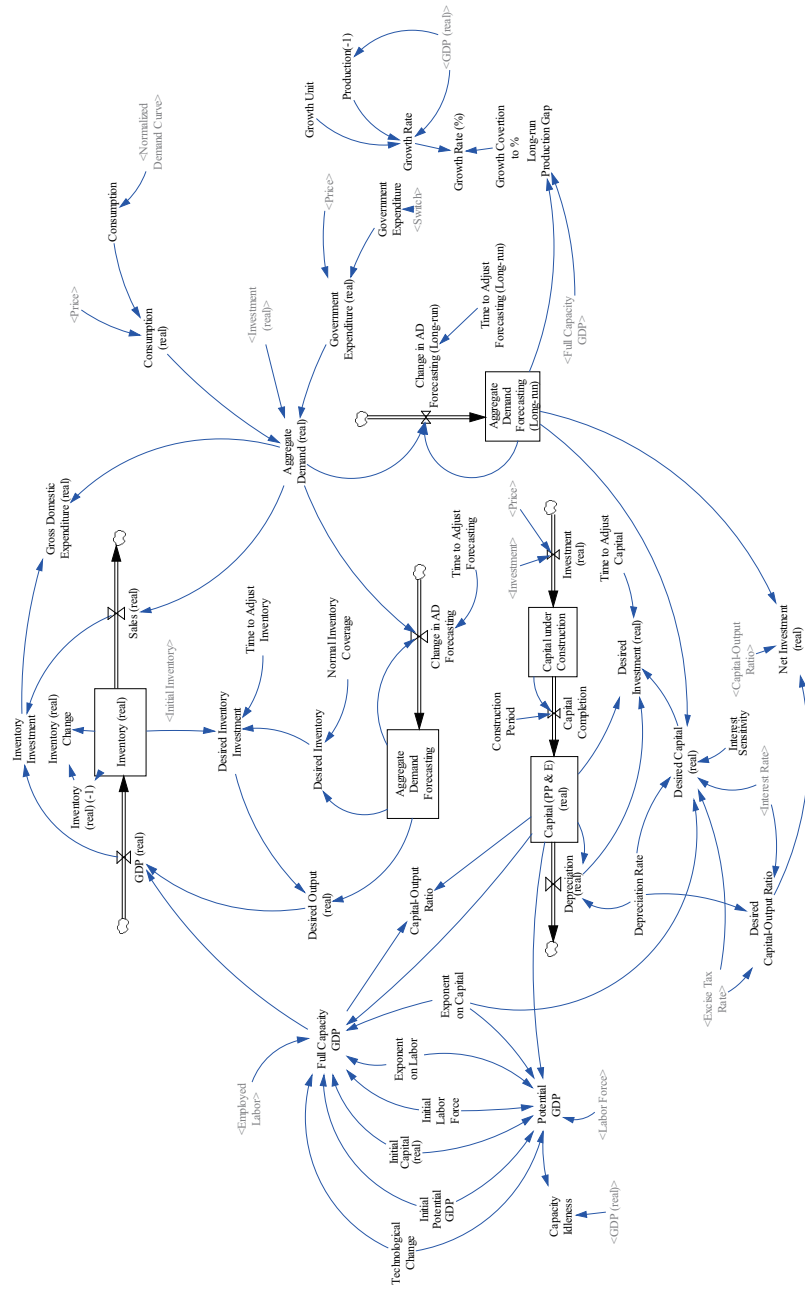 <Employed
Labor>
Full Capacity
GDP
Technological
Change
Initial
Potential
GDP
Initial
Capital
(real)
Initial
Labor
Force
Exponent
on Labor
Exponent
on Capital
Potential
GDP
<Labor Force>
Capacity
Idleness
<GDP (real)>
GDP (real)
Inventory (real)
Sales (real)
Inventory
Investment
Inventory (real)
Change
Inventory
(real) (-1)
<Initial Inventory>
Gross Domestic
Expenditure (real)
Desired Inventory
Investment
Time to Adjust
Inventory
Desired Inventory
Normal Inventory
Coverage
Desired Output
(real)
Aggregate
Demand
Forecasting
Change in AD
Forecasting
Time to Adjust
Forecasting
Capital-Output
Ratio
Depreciation
(real)
Capital (PP & E)
(real)
Capital
Completion
Construction
Period
Capital under
Construction
Investment
(real)
<Investment>
<Price>
Depreciation Rate
Desired
Investment (real)
Time to Adjust
Capital
Desired Capital
(real)
Interest
Sensitivity
<Interest Rate>
<Excise Tax
Rate>
Desired
Capital-Output Ratio
<Capital-Output
Ratio>
Net Investment
(real)
<Price>
Consumption
<Normalized
Demand Curve>
Consumption
(real)
<Investment
(real)>
Aggregate
Demand (real)
Government
Expenditure (real)
<Price>
Government
Expenditure
<Switch>
Change in AD
Forecasting (Long-run)
Time to Adjust
Forecasting (Long-run)
Aggregate
Demand
Forecasting
(Long-run)
<Full Capacity
GDP>
Long-run
Production Gap
Growth Unit
Production(-1)
<GDP (real)>
Growth Rate
Growth Rate (%)
Growth Covertion
to %